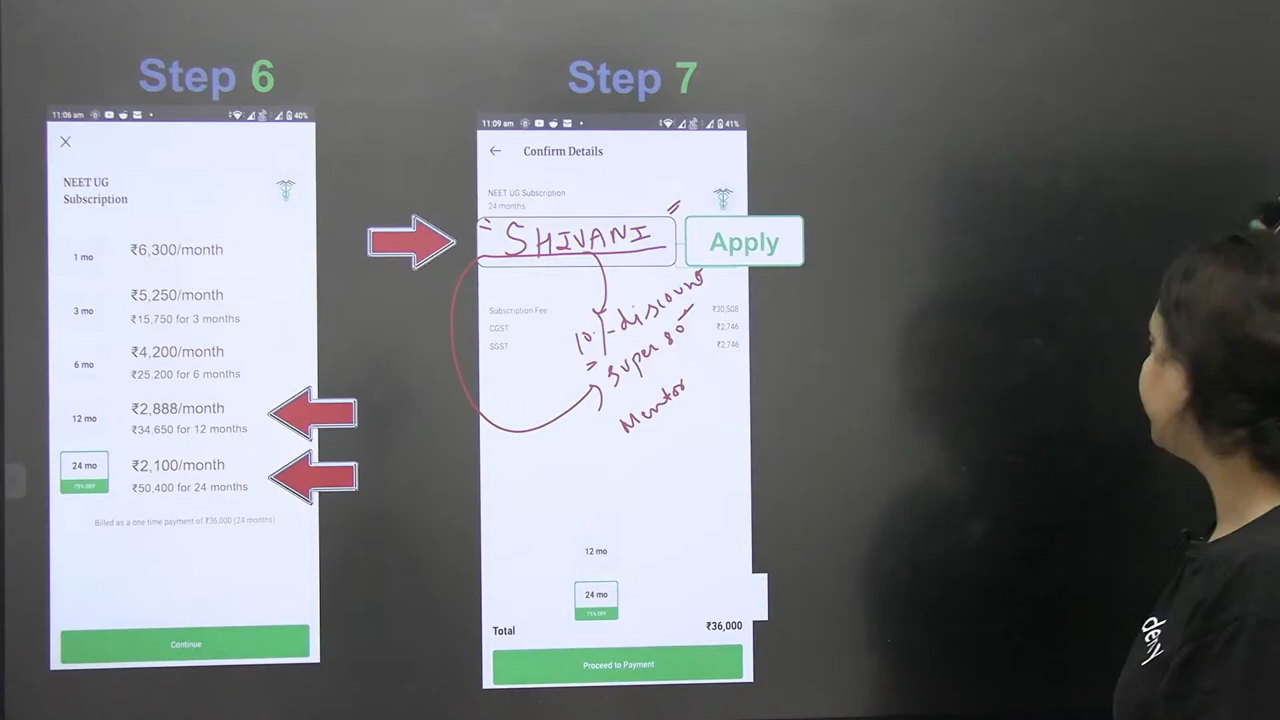 Step 6
11:06 am
40%
NEET UG
Subscription
1 mo
₹6,300/month
3 mo
₹5,250/month
₹15,750 for 3 months
6 mo
₹4,200/month
₹25,200 for 6 months
12 mo
₹2,888/month
₹34,650 for 12 months
24 mo
₹2,100/month
₹50,400 for 24 months
Billed as a one time payment of ₹36,000 (24 months)
Continue
Step 7
11:09 am
41%
Confirm Details
NEET UG Subscription
24 months
SHIVANI
Apply
Subscription Fee ₹30,508
CGST ₹2,746
SGST ₹2,746
10%-discount
super 80
Mentor
12 mo
24 mo
Total ₹36,000
Proceed to Payment